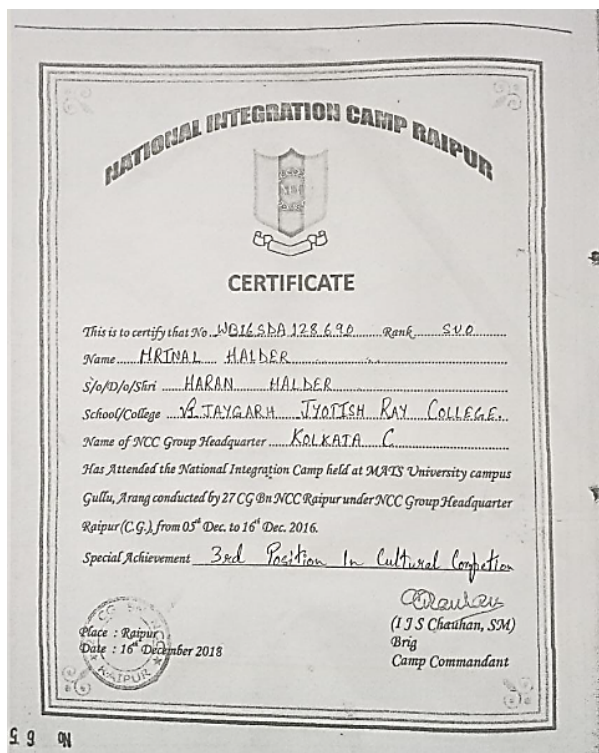 NATIONAL INTEGRATION CAMP RAIPUR
CERTIFICATE
This is to certify that No. WB16SDA128690 Rank SUO
Name MRINAL HALDER
S/o/D/o/Shri HARAN HALDER
School/College VIJAYGARH JYOTISH RAY COLLEGE.
Name of NCC Group Headquarter KOLKATA C
Has Attended the National Integration Camp held at MATS University campus
Gullu, Arang conducted by 27 CG Bn NCC Raipur under NCC Group Headquarter
Raipur (C.G.), from 05th Dec. to 16th Dec. 2016.
Special Achievement 3rd Position In Cultural Competion
(I J S Chauhan, SM)
Place : Raipur
Brig
Date : 16th December 2018
Camp Commandant
RAIPUR
No 65